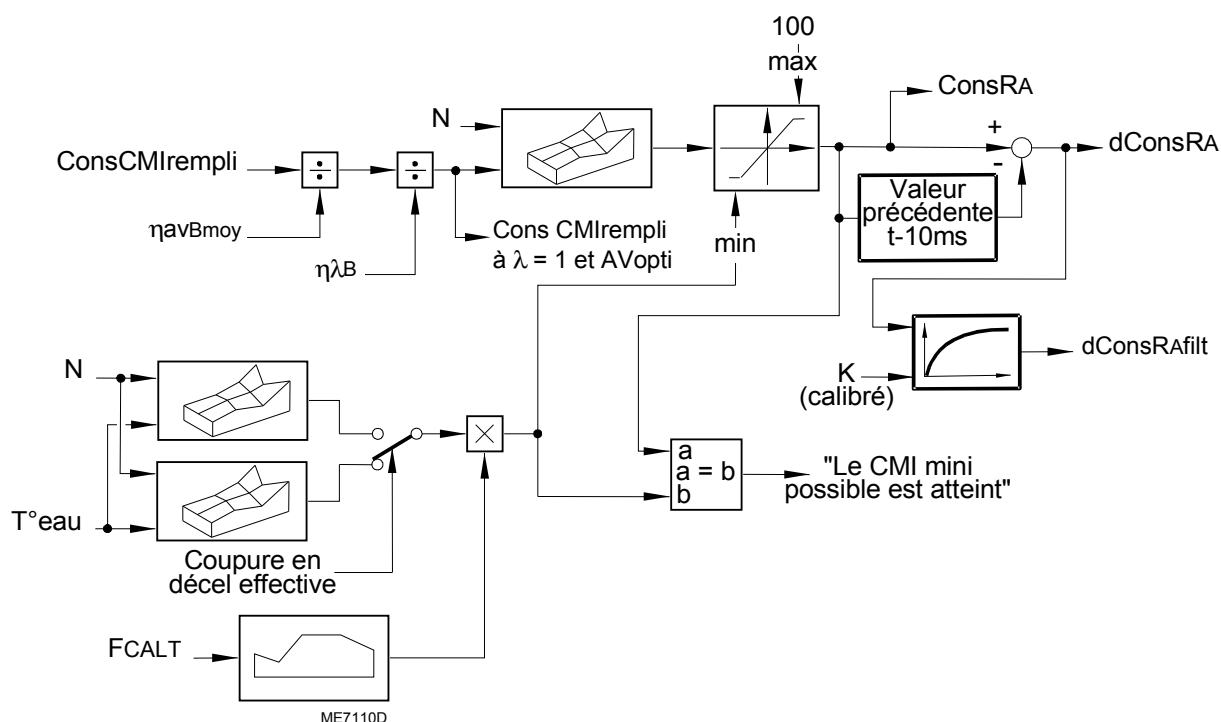 100
max
ConsRA
N
ConsCMIrempli
÷
÷
+
-
dConsRA
Valeur
précédente
t-10ms
ηavBmoy
ηλB
Cons CMIrempli
à λ = 1 et AVopti
min
N
K
(calibré)
dConsRAfilt
×
a
a = b
b
"Le CMI mini
possible est atteint"
T°eau
Coupure en
décel effective
FCALT
ME7110D